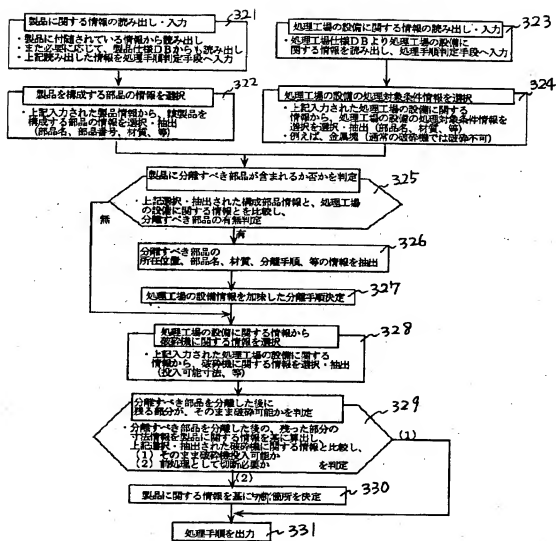 製品に関する情報の読み出し・入力
321
・製品に付随されている情報から読み出し
・また必要に応じて、製品仕様DBからも読み出し
・上記読み出した情報を処理手順判定手段へ入力
322
製品を構成する部品の情報を選択
・上記入力された製品情報から、該製品を
構成する部品の情報を選択・抽出
(部品名、部品番号、材質、等)
処理工場の設備に関する情報の読み出し・入力
323
・処理工場仕様DBより処理工場の設備に
関する情報を読み出し、処理手順判定手段へ入力
324
処理工場の設備の処理対象条件情報を選択
・上記入力された処理工場の設備に関する
情報から、処理工場の設備の処理対象条件情報を
選択を選択・抽出(部品名、材質、等)
・例えば、金属塊(通常の破砕機では破砕不可)
製品に分離すべき部品が含まれるか否かを判定
325
・上記選択・抽出された構成部品情報と、処理工場
の設備に関する情報とを比較し、
分離すべき部品の有無判定
無
有
326
分離すべき部品の
所在位置、部品名、材質、分離手順、等の情報を抽出
327
処理工場の設備情報を加味した分離手順決定
328
処理工場の設備に関する情報から
破砕機に関する情報を選択
・上記入力された処理工場の設備に関する
情報から、破砕機に関する情報を選択・抽出
(投入可能寸法、等)
分離すべき部品を分離した後に
残る部分が、そのまま破砕可能かを判定
329
・分離すべき部品を分離した後の、残った部分の
寸法情報を製品に関する情報を基に算出し、
上記選択・抽出された破砕機に関する情報と比較し、
(1)そのまま破砕機投入可能か
(2)前処理として切断必要か を判定
(1)
(2)
330
製品に関する情報を基に切断箇所を決定
処理手順を出力
331